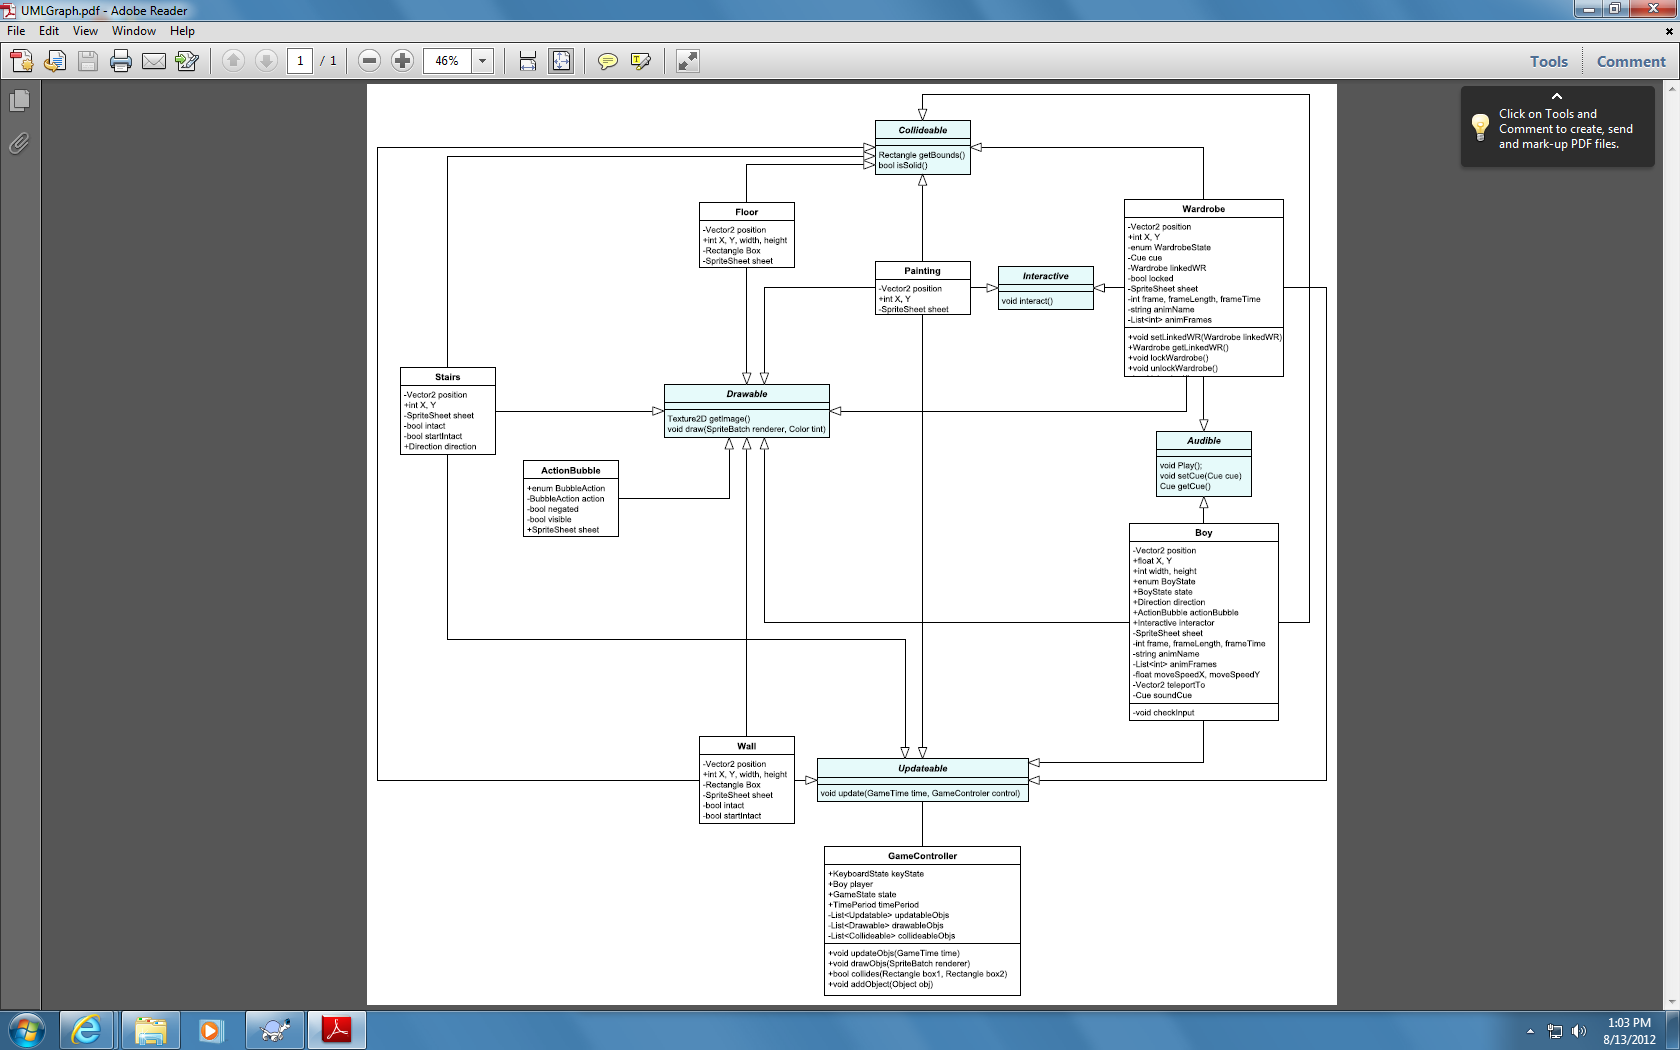 UMLGraph.pdf - Adobe Reader
File Edit View Window Help
1 / 1 46% Tools Comment
Click on Tools and
Comment to create, send
and mark-up PDF files.
Collideable
Rectangle getBounds()
bool isSolid()
Floor
-Vector2 position
+int X, Y, width, height
-Rectangle Box
-SpriteSheet sheet
Painting
-Vector2 position
+int X, Y
-SpriteSheet sheet
Interactive
void interact()
Wardrobe
-Vector2 position
+int X, Y
-enum WardrobeState
-Cue cue
-Wardrobe linkedWR
-bool locked
-SpriteSheet sheet
-int frame, frameLength, frameTime
-string animName
-List<int> animFrames
+void setLinkedWR(Wardrobe linkedWR)
+Wardrobe getLinkedWR()
+void lockWardrobe()
+void unlockWardrobe()
Stairs
-Vector2 position
+int X, Y
-SpriteSheet sheet
-bool intact
-bool startIntact
+Direction direction
Drawable
Texture2D getImage()
void draw(SpriteBatch renderer, Color tint)
Audible
void Play();
void setCue(Cue cue)
Cue getCue()
ActionBubble
+enum BubbleAction
-BubbleAction action
-bool negated
-bool visible
+SpriteSheet sheet
Boy
-Vector2 position
+float X, Y
+int width, height
+enum BoyState
+BoyState state
+Direction direction
+ActionBubble actionBubble
+Interactive interactor
-SpriteSheet sheet
-int frame, frameLength, frameTime
-string animName
-List<int> animFrames
-float moveSpeedX, moveSpeedY
-Vector2 teleportTo
-Cue soundCue
-void checkInput
Wall
-Vector2 position
+int X, Y, width, height
-Rectangle Box
-SpriteSheet sheet
-bool intact
-bool startIntact
Updateable
void update(GameTime time, GameControler control)
GameController
+KeyboardState keyState
+Boy player
+GameState state
+TimePeriod timePeriod
-List<Updatable> updatableObjs
-List<Drawable> drawableObjs
-List<Collideable> collideableObjs
+void updateObjs(GameTime time)
+void drawObjs(SpriteBatch renderer)
+bool collides(Rectangle box1, Rectangle box2)
+void addObject(Object obj)
1:03 PM
8/13/2012